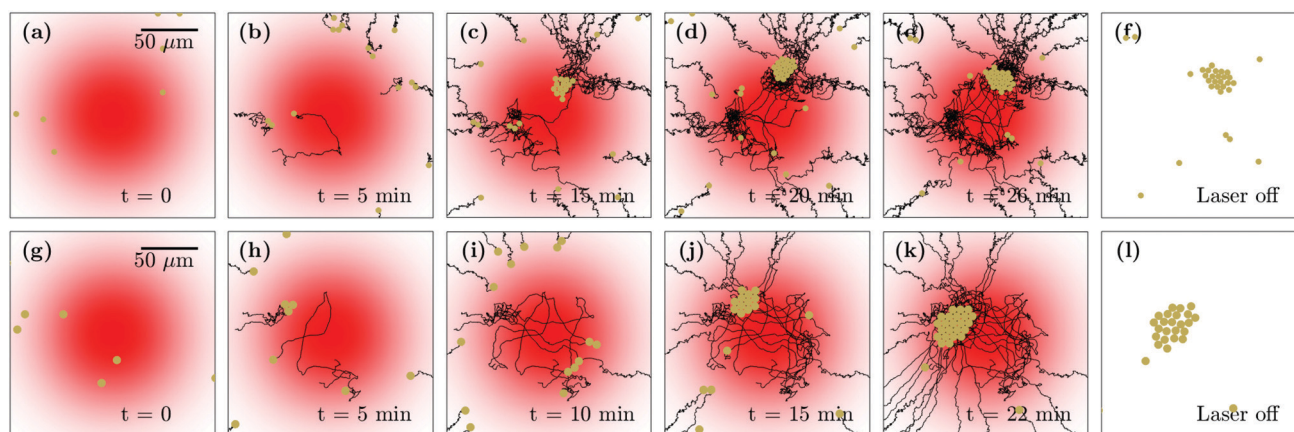 (a) 50 μm
t = 0
(b)
t = 5 min
(c)
t = 15 min
(d)
t = 20 min
(e)
t = 26 min
(f)
Laser off
(g) 50 μm
t = 0
(h)
t = 5 min
(i)
t = 10 min
(j)
t = 15 min
(k)
t = 22 min
(l)
Laser off